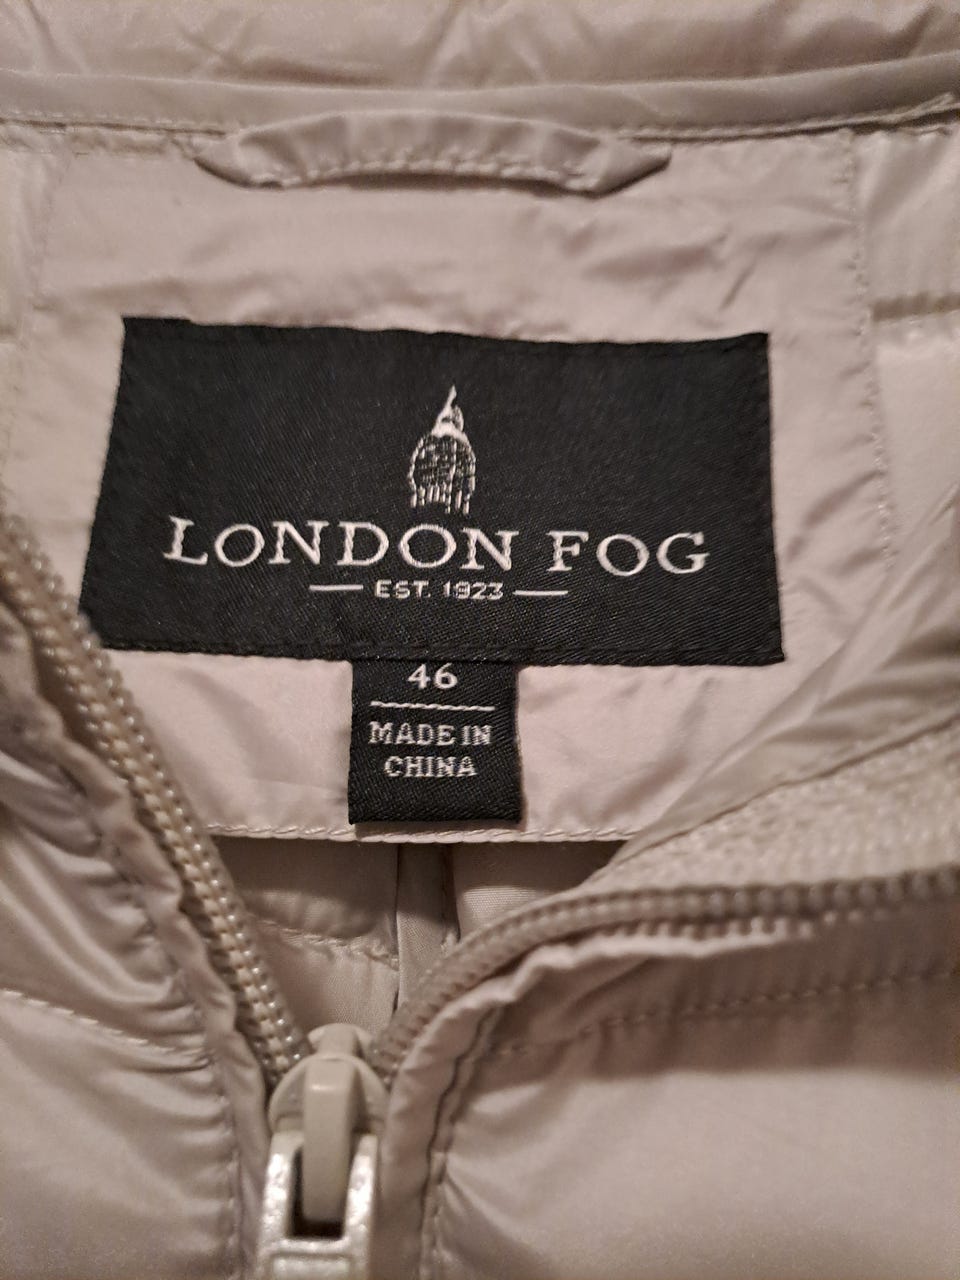 LONDON FOG
EST. 1923
46
MADE IN
CHINA